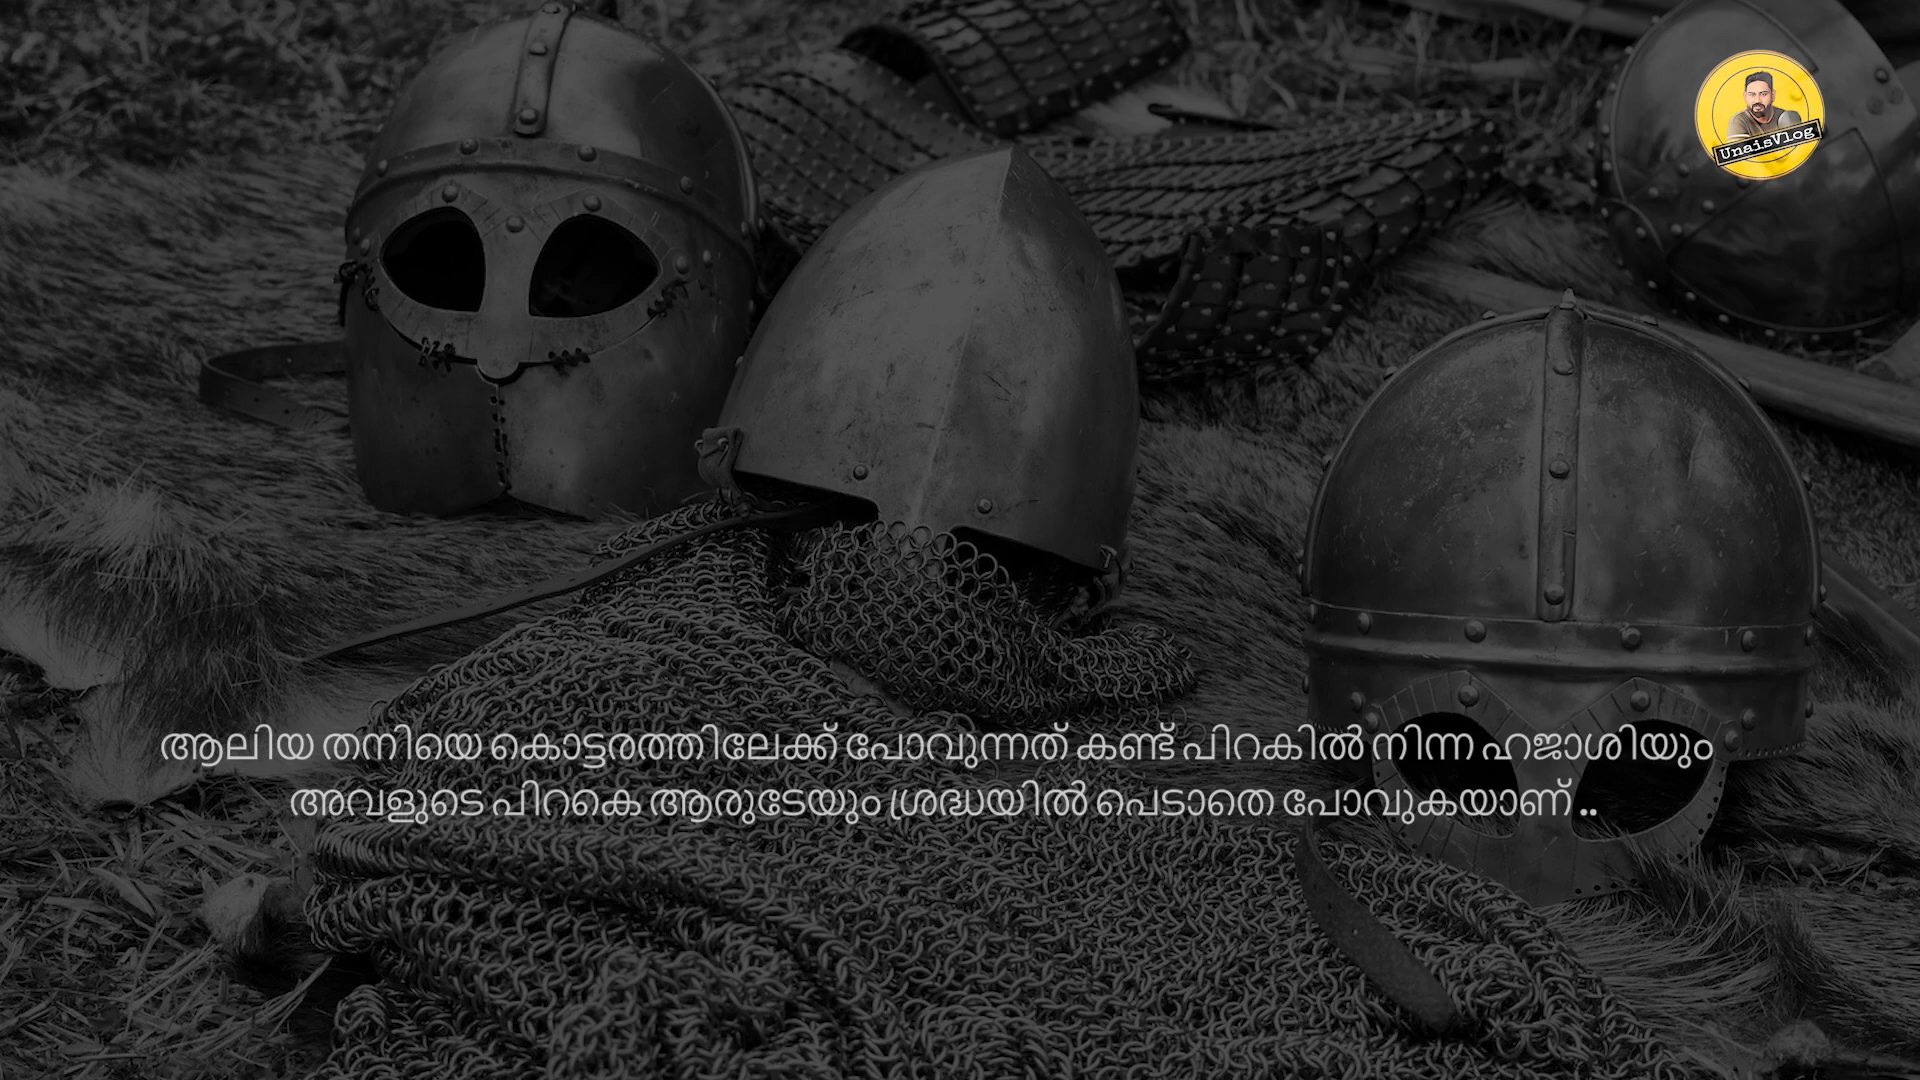 UnaisVlog
ആലിയ തനിയെ കൊട്ടരത്തിലേക്ക് പോവുന്നത് കണ്ട് പിറകിൽ നിന്ന ഹജാശിയും
അവളുടെ പിറകെ ആരുടേയും ശ്രദ്ധയിൽ പെടാതെ പോവുകയാണ് ..